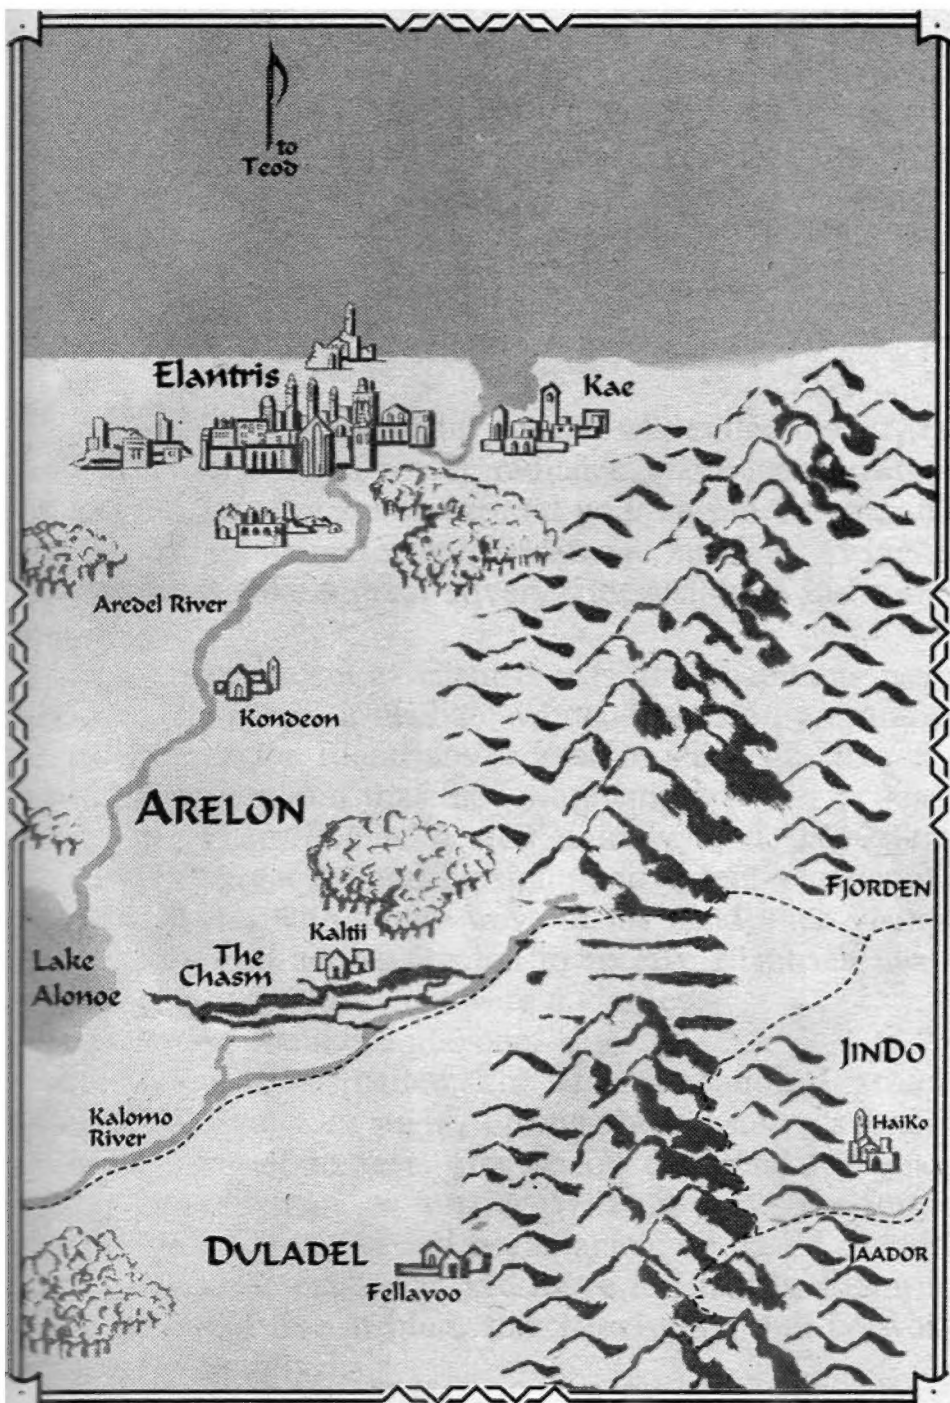 to
Teod
Elantris
Kae
Aredel River
Kondeon
ARELON
FJORDEN
Kaltii
The
Chasm
Lake
Alonoe
JINDO
HaiKo
Kalomo
River
DULADEL
JAADOR
Fellavoo